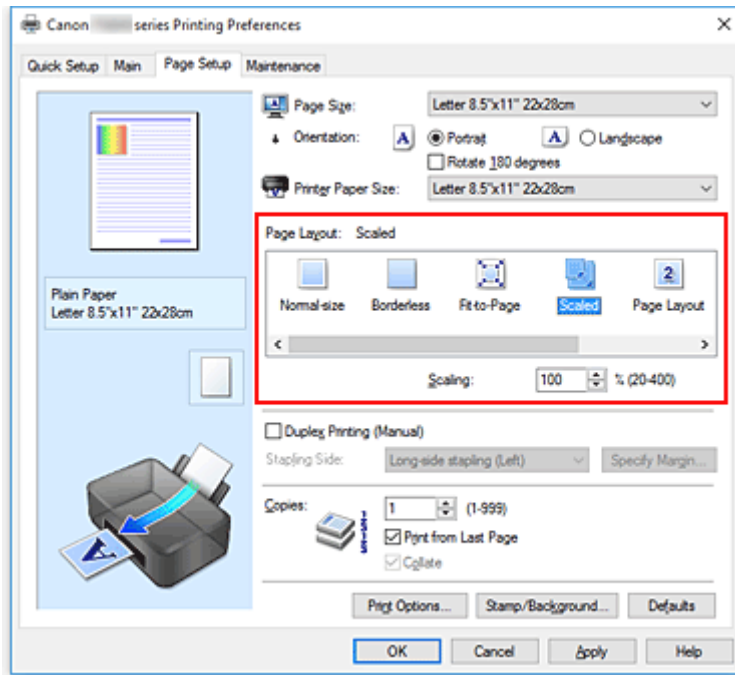 Canon series Printing Preferences
Quick Setup Main Page Setup Maintenance
Page Size: Letter 8.5"x11" 22x28cm
Orientation: A Portrait A Landscape
Rotate 180 degrees
Printer Paper Size: Letter 8.5"x11" 22x28cm
Page Layout: Scaled
Normal-size Borderless Fit-to-Page Scaled Page Layout
Scaling: 100 % (20-400)
Plain Paper
Letter 8.5"x11" 22x28cm
Duplex Printing (Manual)
Stapling Side: Long-side stapling (Left) Specify Margin...
Copies: 1 (1-999)
Print from Last Page
Collate
Print Options... Stamp/Background... Defaults
OK Cancel Apply Help